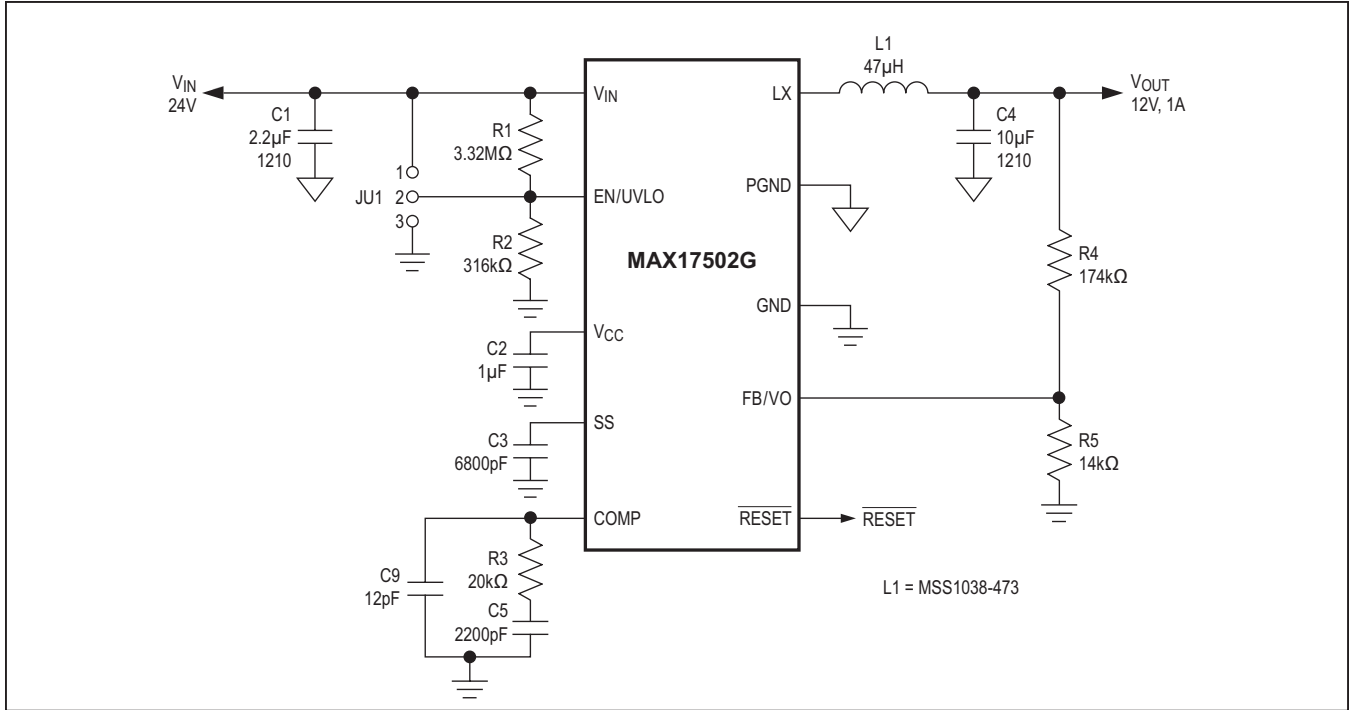 VIN
24V
C1
2.2µF
1210
JU1
1
2
3
R1
3.32MΩ
R2
316kΩ
C2
1µF
C3
6800pF
C9
12pF
R3
20kΩ
C5
2200pF
VIN
EN/UVLO
VCC
SS
COMP
MAX17502G
LX
PGND
GND
FB/VO
RESET
RESET
L1
47µH
C4
10µF
1210
VOUT
12V, 1A
R4
174kΩ
R5
14kΩ
L1 = MSS1038-473